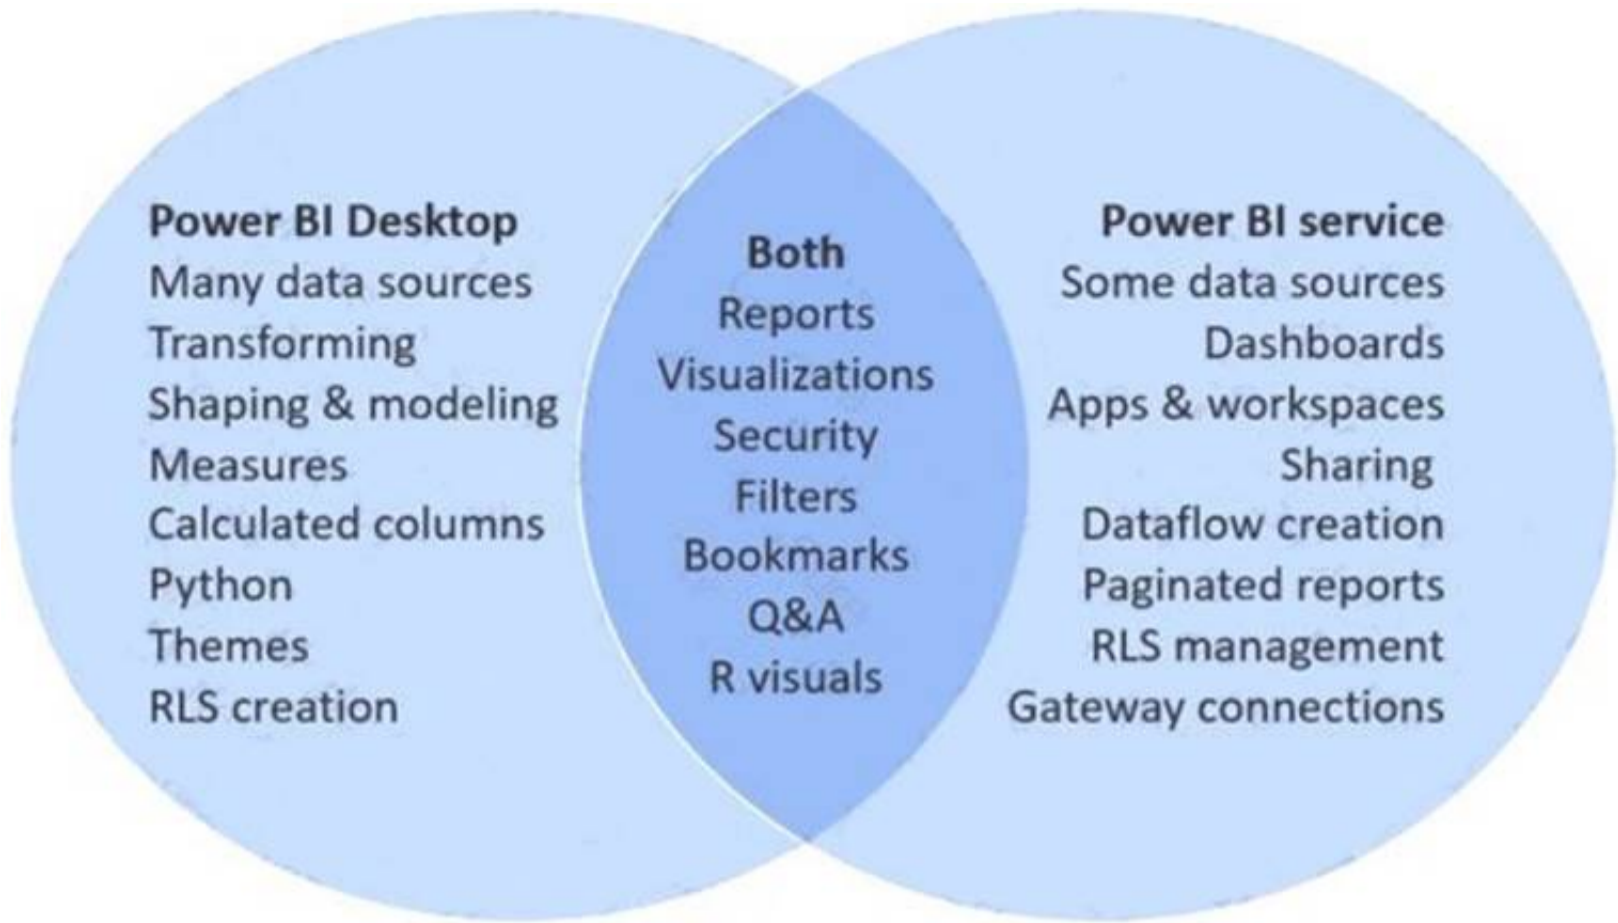 Power BI Desktop
Many data sources
Transforming
Shaping & modeling
Measures
Calculated columns
Python
Themes
RLS creation
Both
Reports
Visualizations
Security
Filters
Bookmarks
Q&A
R visuals
Power BI service
Some data sources
Dashboards
Apps & workspaces
Sharing
Dataflow creation
Paginated reports
RLS management
Gateway connections